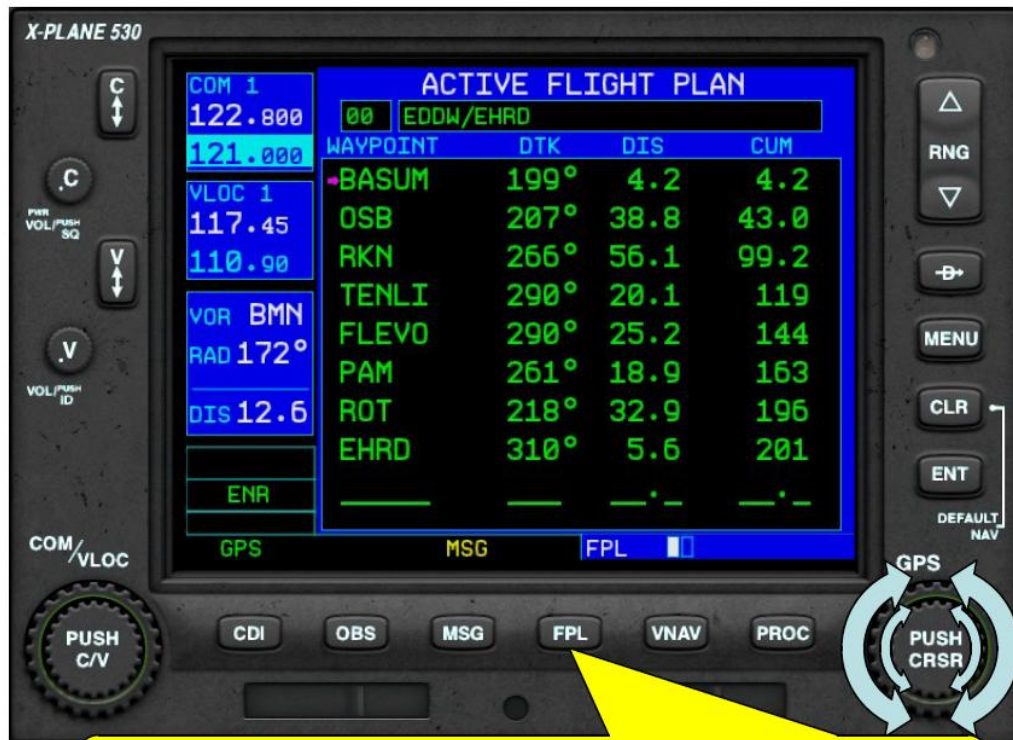 X-PLANE 530
C
.C
PWR
VOL/PUSH
SQ
V
.V
VOL/PUSH
ID
COM/VLOC
PUSH
C/V
COM 1
122.800
121.000
VLOC 1
117.45
110.90
VOR BMN
RAD 172°
DIS 12.6
ENR
GPS
MSG
FPL
ACTIVE FLIGHT PLAN
00 EDDW/EHRD
WAYPOINT DTK DIS CUM
BASUM 199° 4.2 4.2
OSB 207° 38.8 43.0
RKN 266° 56.1 99.2
TENLI 290° 20.1 119
FLEVO 290° 25.2 144
PAM 261° 18.9 163
ROT 218° 32.9 196
EHRD 310° 5.6 201
_____ ___ __._ __._
RNG
D
MENU
CLR
ENT
DEFAULT
NAV
GPS
PUSH
CRSR
CDI OBS MSG FPL VNAV PROC